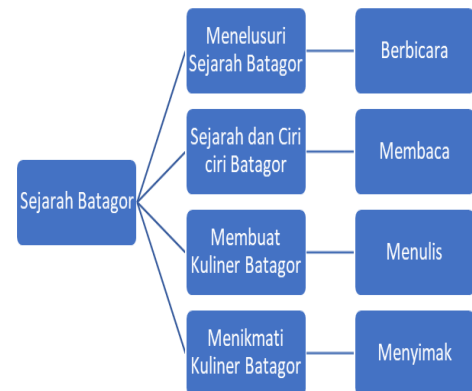 Sejarah Batagor
Menelusuri
Sejarah Batagor
Berbicara
Sejarah dan Ciri
ciri Batagor
Membaca
Membuat
Kuliner Batagor
Menulis
Menikmati
Kuliner Batagor
Menyimak